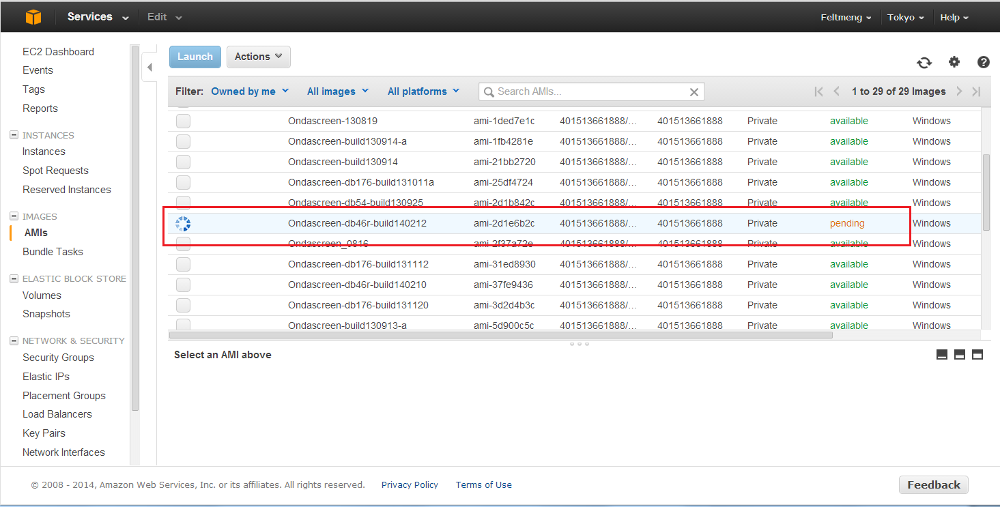 Services Edit Feltmeng Tokyo Help
EC2 Dashboard
Events
Tags
Reports
INSTANCES
Instances
Spot Requests
Reserved Instances
IMAGES
AMIs
Bundle Tasks
ELASTIC BLOCK STORE
Volumes
Snapshots
NETWORK & SECURITY
Security Groups
Elastic IPs
Placement Groups
Load Balancers
Key Pairs
Network Interfaces
Launch Actions
Filter: Owned by me All images All platforms Search AMIs... 1 to 29 of 29 Images
Ondascreen-130819 ami-1ded7e1c 401513661888/... 401513661888 Private available Windows
Ondascreen-build130914-a ami-1fb4281e 401513661888/... 401513661888 Private available Windows
Ondascreen-build130914 ami-21bb2720 401513661888/... 401513661888 Private available Windows
Ondascreen-db176-build131011a ami-25df4724 401513661888/... 401513661888 Private available Windows
Ondascreen-db54-build130925 ami-2d1b842c 401513661888/... 401513661888 Private available Windows
Ondascreen-db46r-build140212 ami-2d1e6b2c 401513661888/... 401513661888 Private pending Windows
Ondascreen_0816 ami-2f37a72e 401513661888/... 401513661888 Private available Windows
Ondascreen-db176-build131112 ami-31ed8930 401513661888/... 401513661888 Private available Windows
Ondascreen-db46r-build140210 ami-37fe9436 401513661888/... 401513661888 Private available Windows
Ondascreen-db176-build131120 ami-3d2d4b3c 401513661888/... 401513661888 Private available Windows
Ondascreen-build130913-a ami-5d900c5c 401513661888/... 401513661888 Private available Windows
Select an AMI above
© 2008 - 2014, Amazon Web Services, Inc. or its affiliates. All rights reserved. Privacy Policy Terms of Use Feedback